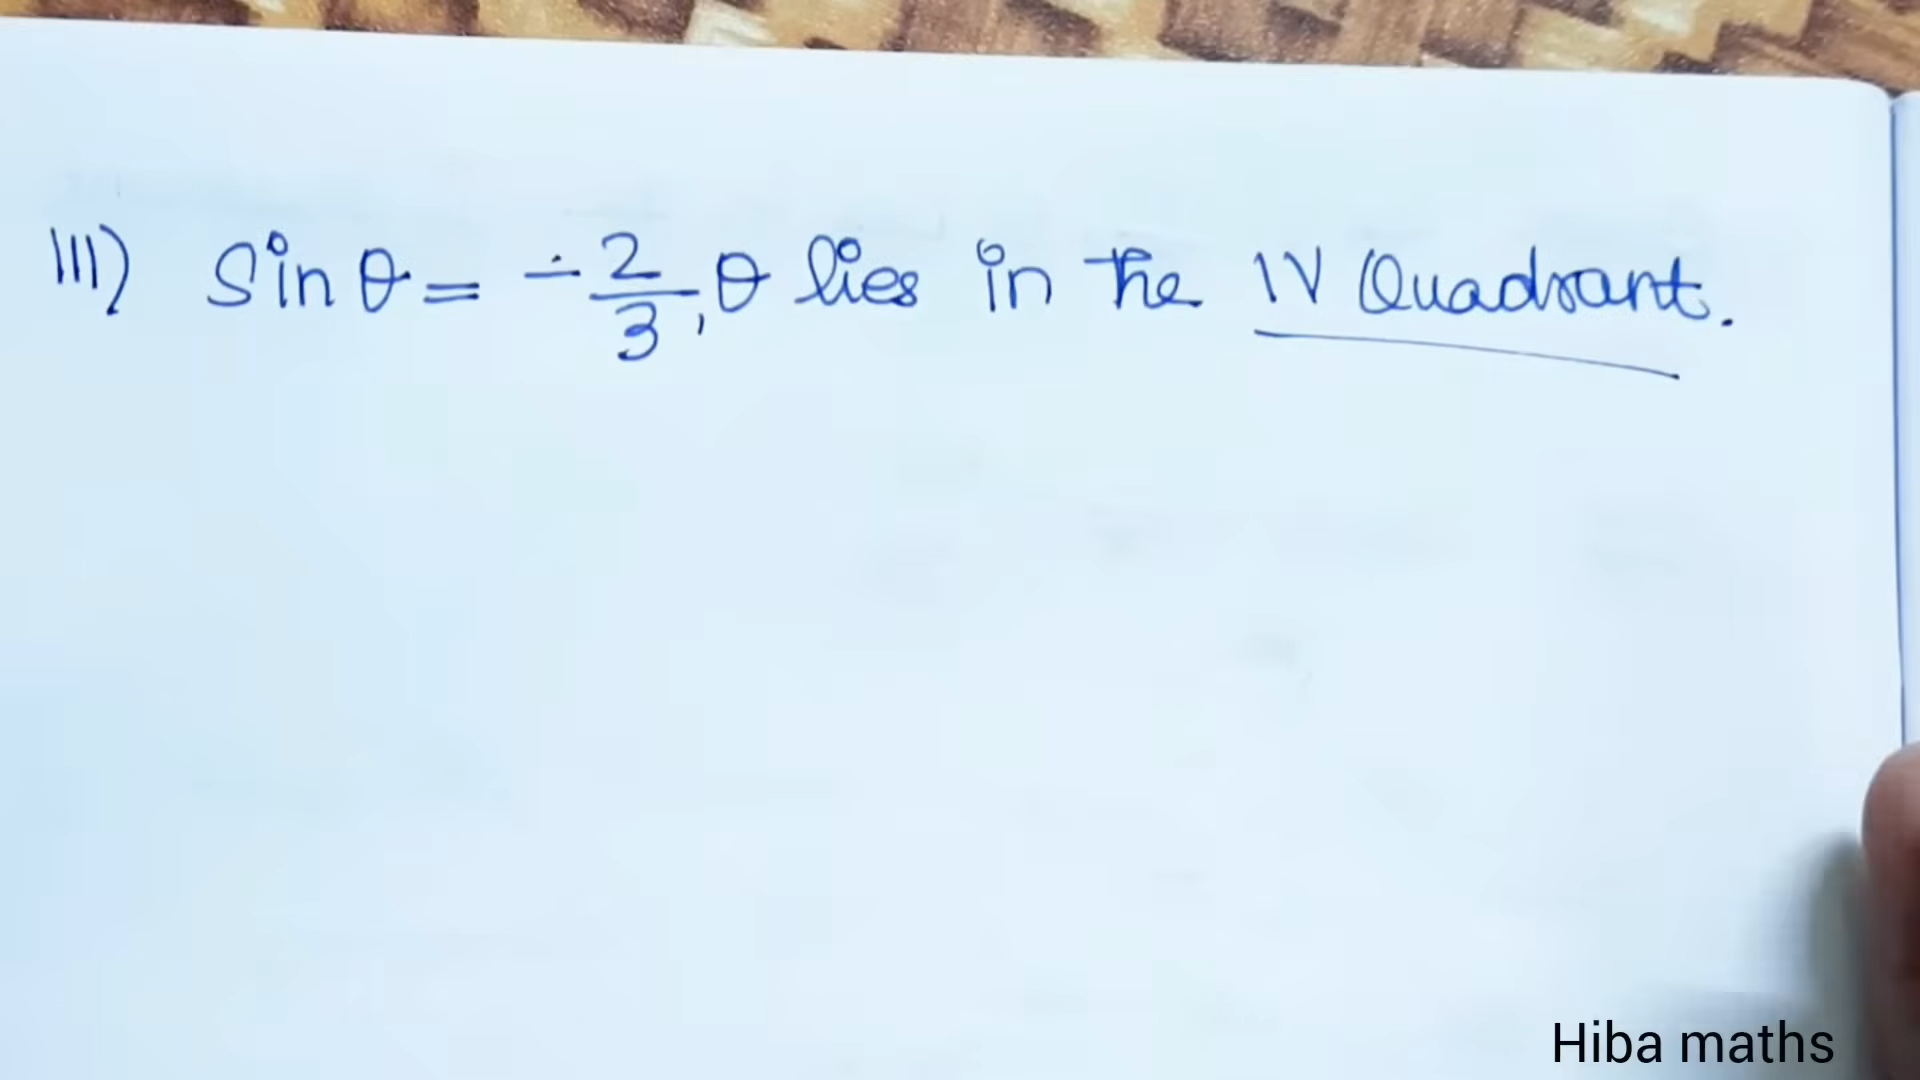 III) Sin θ = -2/3, θ lies in the IV Quadrant.
Hiba maths